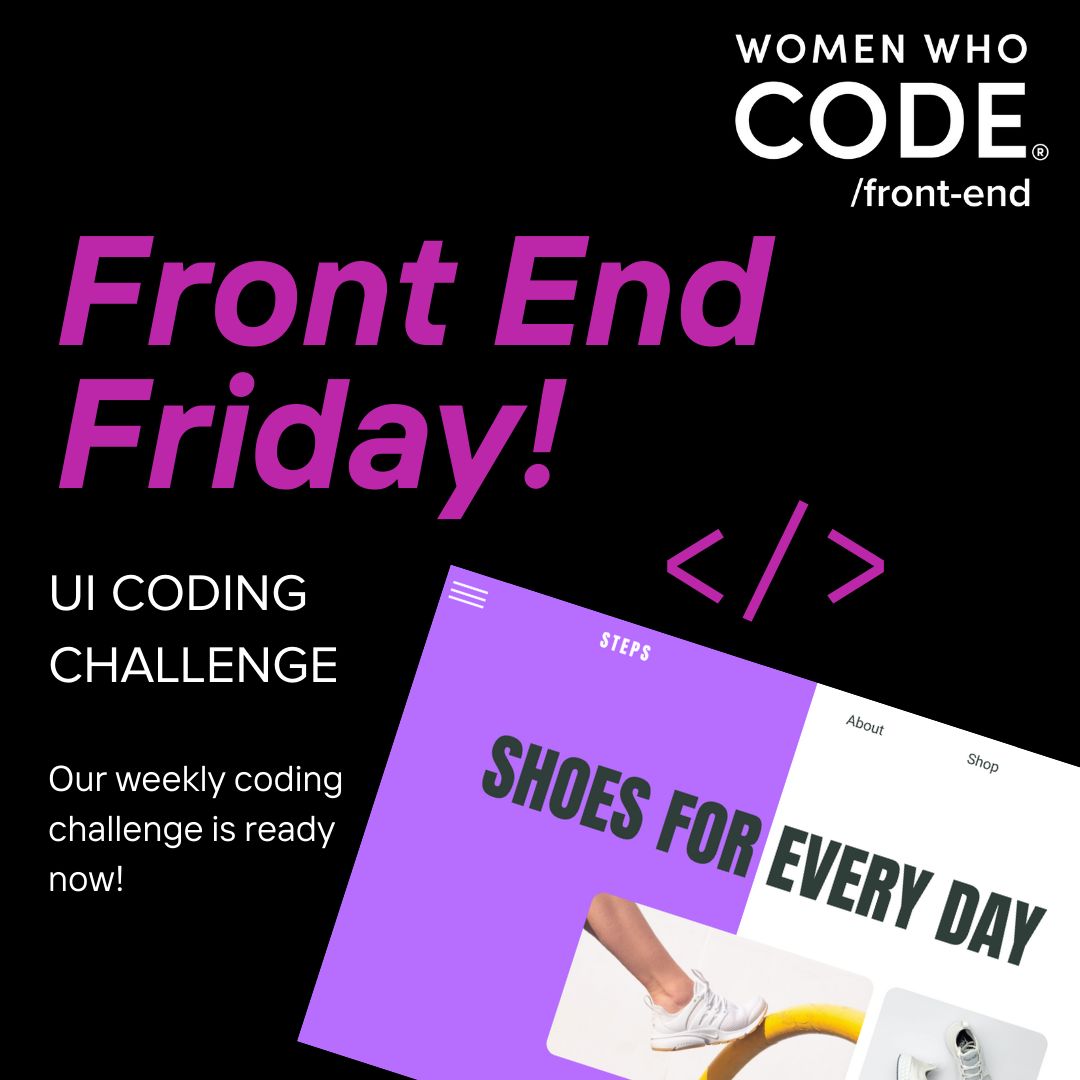 WOMEN WHO
CODE®
/front-end
Front End
Friday!
</>
UI CODING
CHALLENGE
Our weekly coding
challenge is ready
now!
STEPS
About
Shop
SHOES FOR EVERY DAY